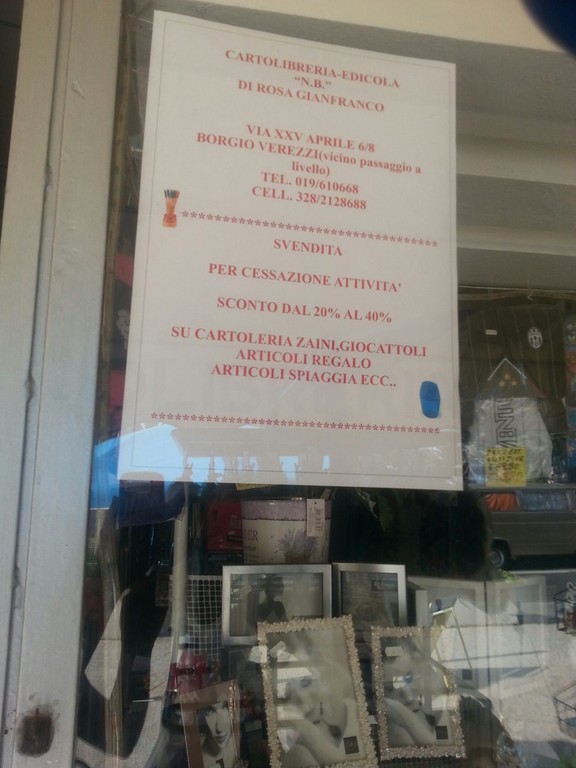 CARTOLIBRERIA-EDICOLA
"N.B."
DI ROSA GIANFRANCO
VIA XXV APRILE 6/8
BORGIO VEREZZI(vicino passaggio a
livello)
TEL. 019/610668
CELL. 328/2128688
********************************
SVENDITA
PER CESSAZIONE ATTIVITA'
SCONTO DAL 20% AL 40%
SU CARTOLERIA ZAINI,GIOCATTOLI
ARTICOLI REGALO
ARTICOLI SPIAGGIA ECC..
************************************